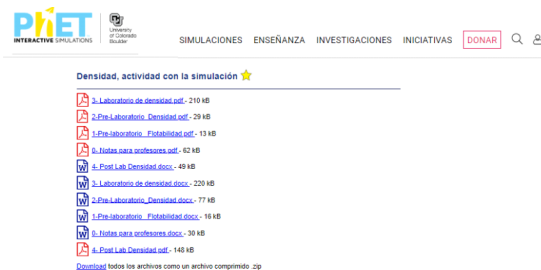 PhET
INTERACTIVE SIMULATIONS
University
of Colorado
Boulder
SIMULACIONES ENSEÑANZA INVESTIGACIONES INICIATIVAS DONAR
Densidad, actividad con la simulación
3- Laboratorio de densidad.pdf - 210 kB
2-Pre-Laboratorio_Densidad.pdf - 29 kB
1-Pre-laboratorio _Flotabilidad.pdf - 13 kB
0- Notas para profesores.pdf - 62 kB
4- Post Lab Densidad.docx - 49 kB
3- Laboratorio de densidad.docx - 220 kB
2-Pre-Laboratorio_Densidad.docx - 77 kB
1-Pre-laboratorio _Flotabilidad.docx - 16 kB
0- Notas para profesores.docx - 30 kB
4- Post Lab Densidad.pdf - 148 kB
Download todos los archivos como un archivo comprimido .zip